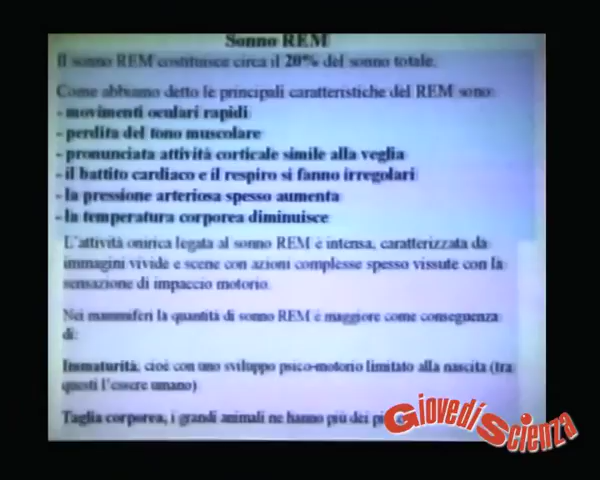 Sonno REM
Il sonno REM costituisce circa il 20% del sonno totale.
Come abbiamo detto le principali caratteristiche del REM sono:
- movimenti oculari rapidi
- perdita del tono muscolare
- pronunciata attività corticale simile alla veglia
- il battito cardiaco e il respiro si fanno irregolari
- la pressione arteriosa spesso aumenta
- la temperatura corporea diminuisce
L'attività onirica legata al sonno REM è intensa, caratterizzata da
immagini vivide e scene con azioni complesse spesso vissute con la
sensazione di impaccio motorio.
Nei mammiferi la quantità di sonno REM è maggiore come conseguenza
di:
Immaturità, cioè con uno sviluppo psico-motorio limitato alla nascita (tra
questi l'essere umano)
Taglia corporea, i grandi animali ne hanno più dei
Giovedì Scienza